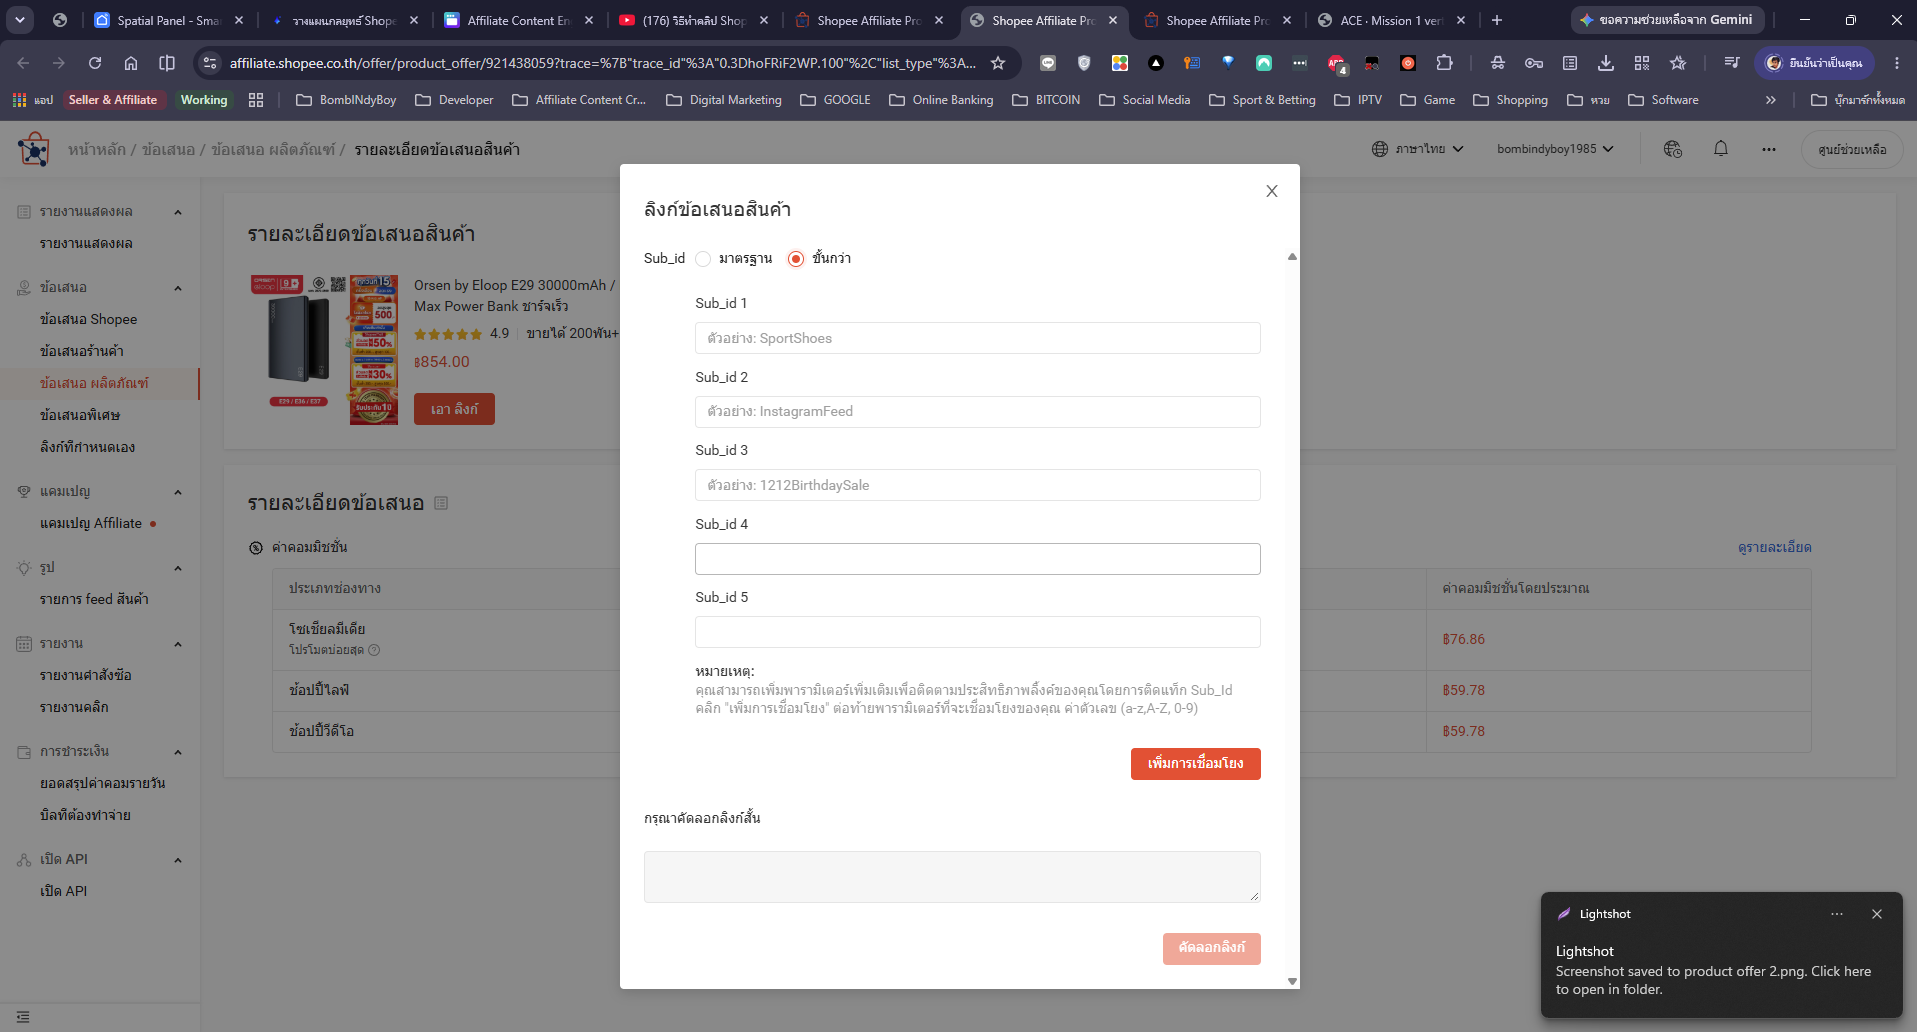 Spatial Panel - Sma
วางแผนกลยุทธ์ Shope
Affiliate Content En
(176) วิธีทำคลิป Shop
Shopee Affiliate Pro
Shopee Affiliate Pro
Shopee Affiliate Pro
ACE · Mission 1 ver
ขอความช่วยเหลือจาก Gemini
affiliate.shopee.co.th/offer/product_offer/921438059?trace=%7B"trace_id"%3A"0.3DhoFRiF2WP.100"%2C"list_type"%3A...
4
ยืนยันว่าเป็นคุณ
แอป
Seller & Affiliate
Working
BombINdyBoy
Developer
Affiliate Content Cr...
Digital Marketing
GOOGLE
Online Banking
BITCOIN
Social Media
Sport & Betting
IPTV
Game
Shopping
หวย
Software
บุ๊กมาร์กทั้งหมด
หน้าหลัก / ข้อเสนอ / ข้อเสนอ ผลิตภัณฑ์ / รายละเอียดข้อเสนอสินค้า
ภาษาไทย
bombindyboy1985
ศูนย์ช่วยเหลือ
รายงานแสดงผล
รายงานแสดงผล
ข้อเสนอ
ข้อเสนอ Shopee
ข้อเสนอร้านค้า
ข้อเสนอ ผลิตภัณฑ์
ข้อเสนอพิเศษ
ลิงก์ที่กำหนดเอง
แคมเปญ
แคมเปญ Affiliate
รูป
รายการ feed สินค้า
รายงาน
รายงานคำสั่งซื้อ
รายงานคลิก
การชำระเงิน
ยอดสรุปค่าคอมรายวัน
บิลที่ต้องทำจ่าย
เปิด API
เปิด API
รายละเอียดข้อเสนอสินค้า
eloop
E29 / E36 / E37
500
50%
30%
รับประกัน 1ปี
Orsen by Eloop E29 30000mAh /
Max Power Bank ชาร์จเร็ว
4.9
ขายได้ 200พัน+
฿854.00
เอา ลิงก์
รายละเอียดข้อเสนอ
ค่าคอมมิชชั่น
ดูรายละเอียด
ประเภทช่องทาง
ค่าคอมมิชชั่นโดยประมาณ
โซเชียลมีเดีย
โปรโมตบ่อยสุด
฿76.86
ช้อปปี้ไลฟ์
฿59.78
ช้อปปี้วีดีโอ
฿59.78
ลิงก์ข้อเสนอสินค้า
Sub_id
มาตรฐาน
ขั้นกว่า
Sub_id 1
ตัวอย่าง: SportShoes
Sub_id 2
ตัวอย่าง: InstagramFeed
Sub_id 3
ตัวอย่าง: 1212BirthdaySale
Sub_id 4
Sub_id 5
หมายเหตุ:
คุณสามารถเพิ่มพารามิเตอร์เพิ่มเติมเพื่อติดตามประสิทธิภาพลิ้งค์ของคุณโดยการติดแท็ก Sub_Id
คลิก "เพิ่มการเชื่อมโยง" ต่อท้ายพารามิเตอร์ที่จะเชื่อมโยงของคุณ ค่าตัวเลข (a-z,A-Z, 0-9)
เพิ่มการเชื่อมโยง
กรุณาคัดลอกลิงก์สั้น
คัดลอกลิงก์
Lightshot
Lightshot
Screenshot saved to product offer 2.png. Click here
to open in folder.